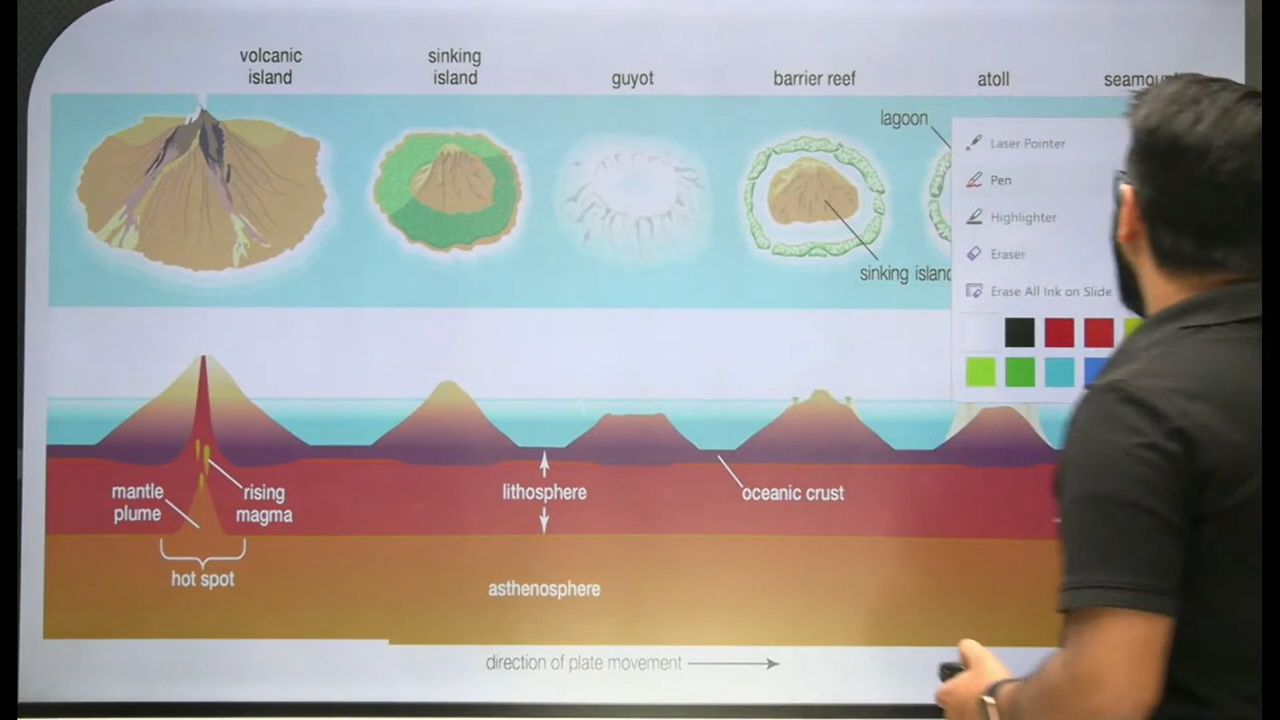 volcanic
island
sinking
island
guyot
barrier reef
atoll
lagoon
sinking island
Laser Pointer
Pen
Highlighter
Eraser
Erase All Ink on Slide
mantle
plume
rising
magma
hot spot
lithosphere
oceanic crust
asthenosphere
direction of plate movement